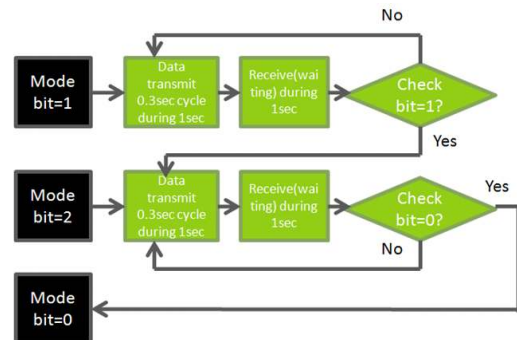 No
Mode
bit=1
Data
transmit
0.3sec cycle
during 1sec
Receive(wai
ting) during
1sec
Check
bit=1?
Yes
Mode
bit=2
Data
transmit
0.3sec cycle
during 1sec
Receive(wai
ting) during
1sec
Check
bit=0?
Yes
No
Mode
bit=0